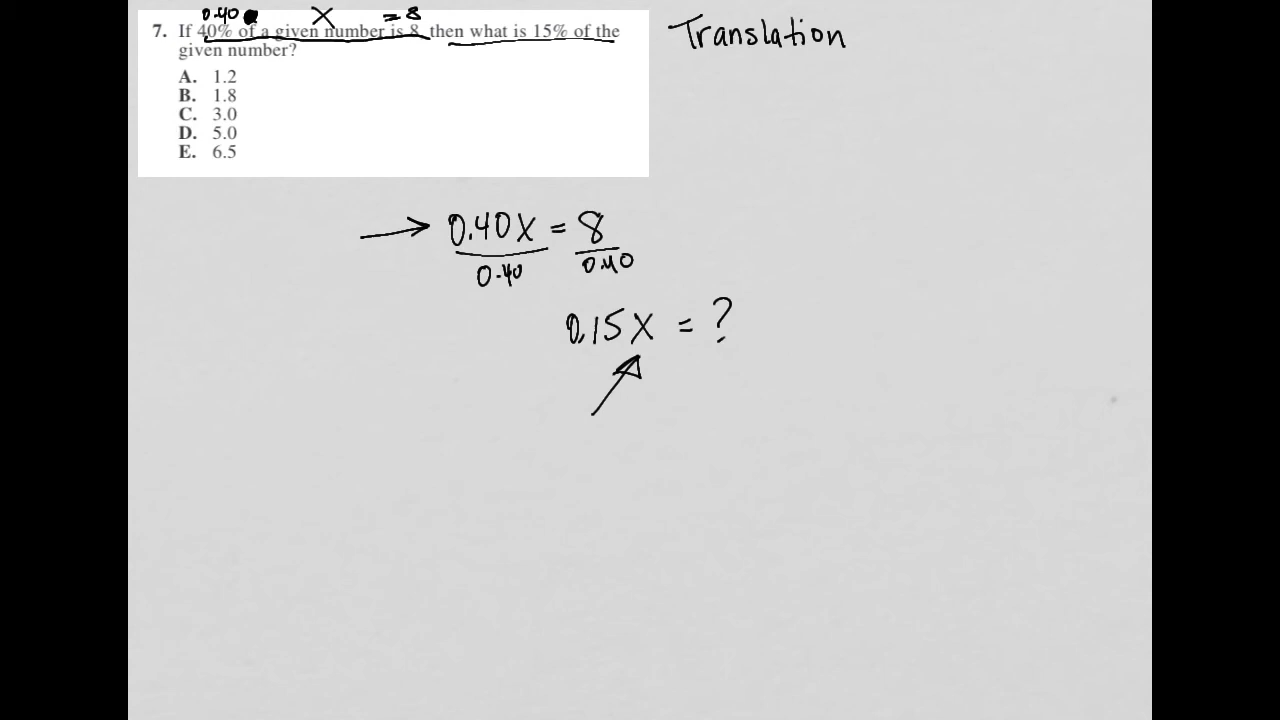 0.40 • X = 8
7. If 40% of a given number is 8, then what is 15% of the
given number?
A. 1.2
B. 1.8
C. 3.0
D. 5.0
E. 6.5
Translation
0.40X = 8
0.40 0.40
0.15X = ?